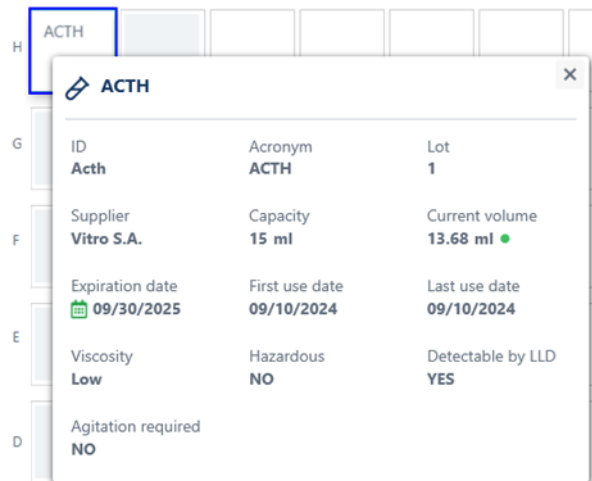 ACTH
H
ACTH
ID Acronym Lot
Acth ACTH 1
G
Supplier Capacity Current volume
Vitro S.A. 15 ml 13.68 ml
F
Expiration date First use date Last use date
09/30/2025 09/10/2024 09/10/2024
E
Viscosity Hazardous Detectable by LLD
Low NO YES
Agitation required
D
NO